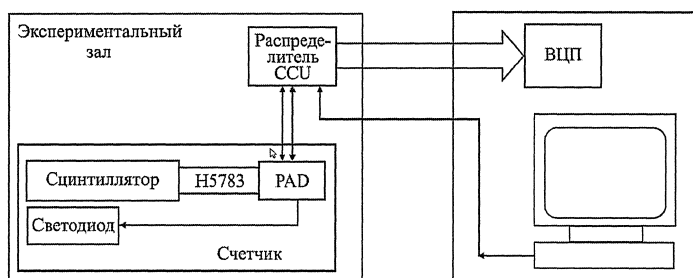 Экспериментальный
зал
Распреде-
литель
CCU
ВЦП
Сцинтиллятор
H5783
PAD
Светодиод
Счетчик